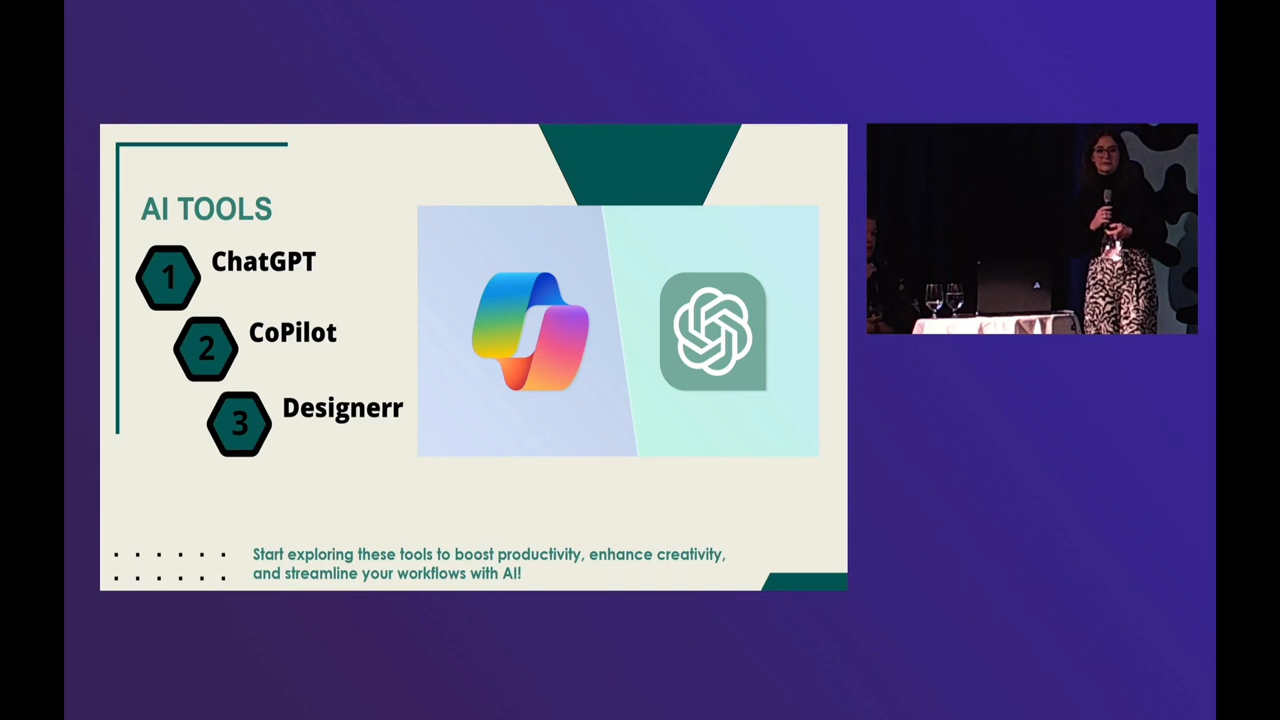 AI TOOLS
1
ChatGPT
2
CoPilot
3
Designerr
Start exploring these tools to boost productivity, enhance creativity,
and streamline your workflows with AI!